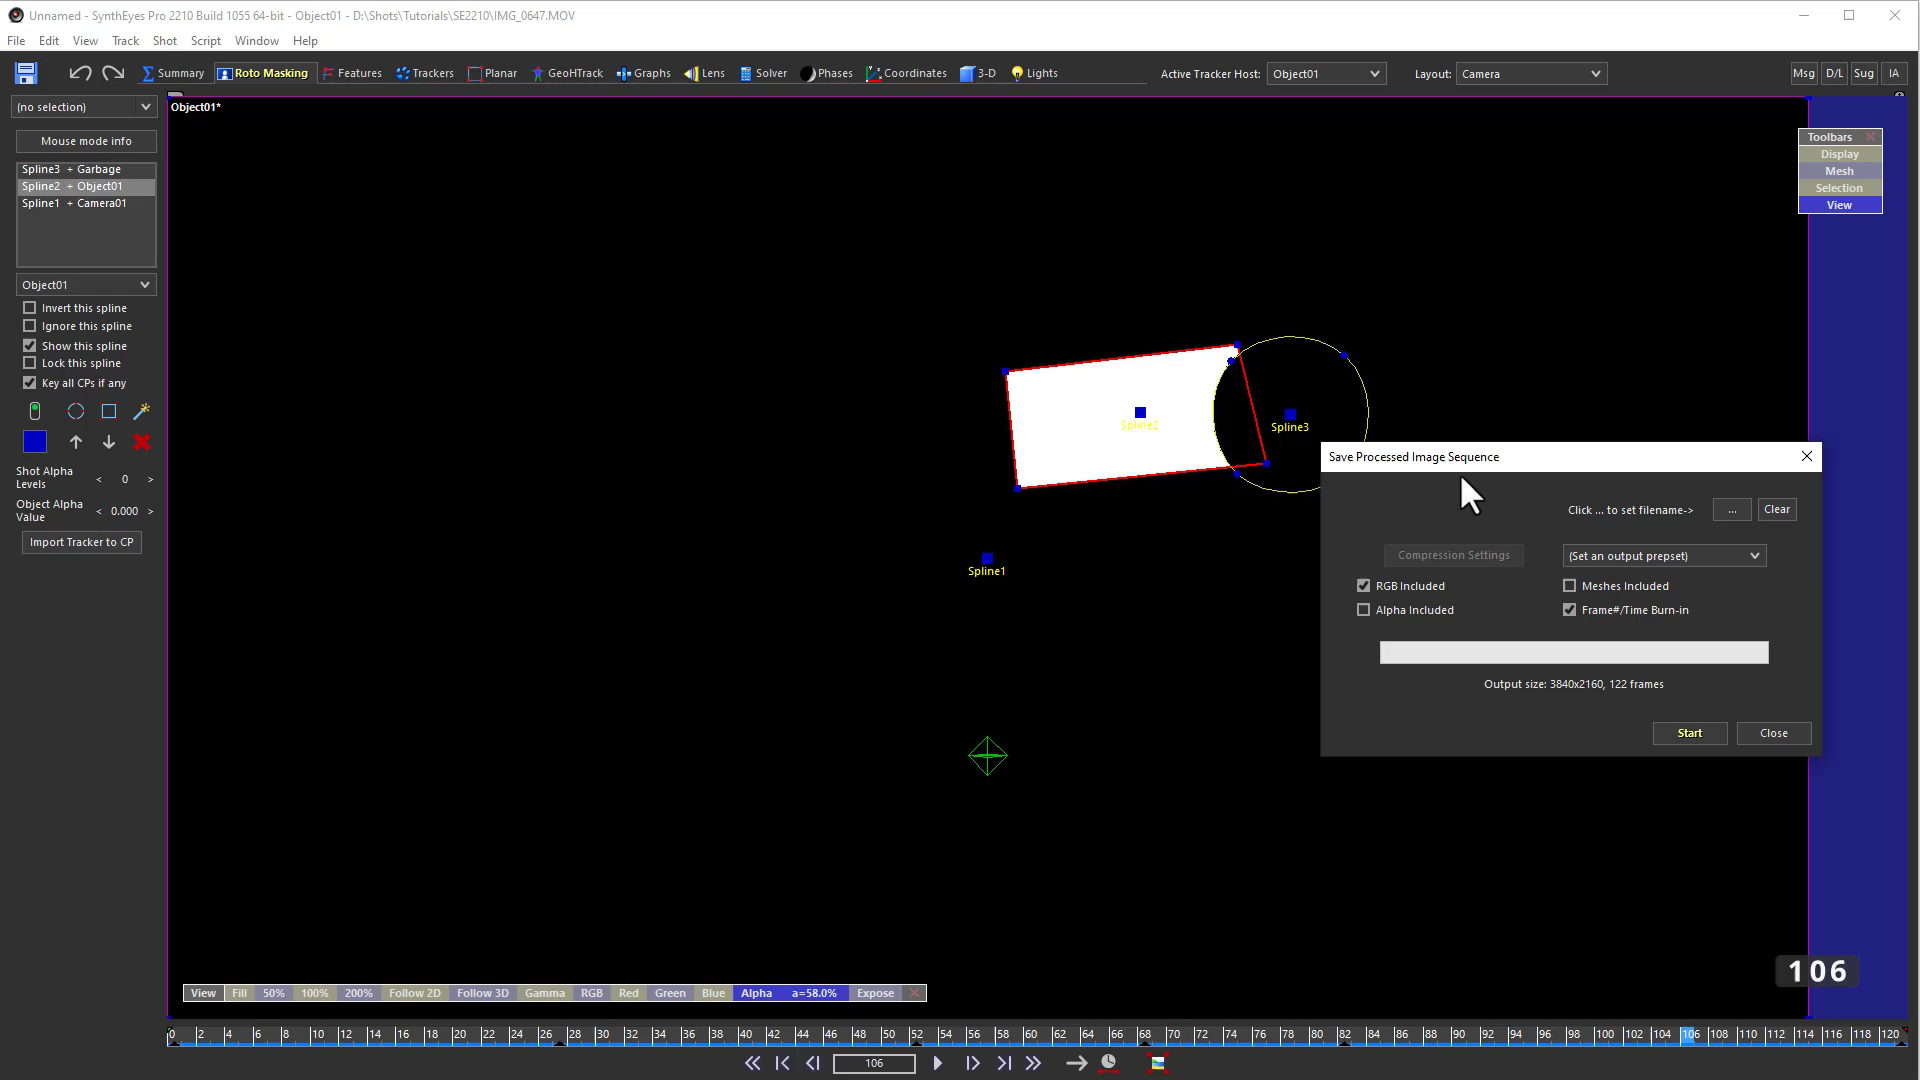 Unnamed - SynthEyes Pro 2210 Build 1055 64-bit - Object01 - D:\Shots\Tutorials\SE2210\IMG_0647.MOV
File Edit View Track Shot Script Window Help
Summary Roto Masking Features Trackers Planar GeoHTrack Graphs Lens Solver Phases Coordinates 3-D Lights Active Tracker Host: Object01 Layout: Camera Msg D/L Sug IA
(no selection)
Object01*
Mouse mode info
Toolbars
Display
Mesh
Selection
View
Spline3 + Garbage
Spline2 + Object01
Spline1 + Camera01
Object01
Invert this spline
Ignore this spline
Show this spline
Lock this spline
Key all CPs if any
Shot Alpha
Levels < 0 >
Object Alpha
Value < 0.000 >
Import Tracker to CP
Spline2
Spline3
Spline1
Save Processed Image Sequence
Click ... to set filename-> ... Clear
Compression Settings (Set an output prepset)
RGB Included Meshes Included
Alpha Included Frame#/Time Burn-in
Output size: 3840x2160, 122 frames
Start Close
106
View Fill 50% 100% 200% Follow 2D Follow 3D Gamma RGB Red Green Blue Alpha a=58.0% Expose
0 2 4 6 8 10 12 14 16 18 20 22 24 26 28 30 32 34 36 38 40 42 44 46 48 50 52 54 56 58 60 62 64 66 68 70 72 74 76 78 80 82 84 86 88 90 92 94 96 98 100 102 104 106 108 110 112 114 116 118 120
106